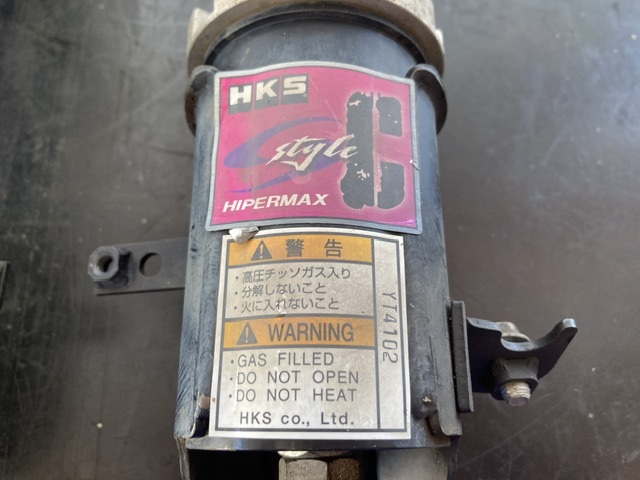 HKS
S style C
HIPERMAX
警告
・高圧チッソガス入り
・分解しないこと
・火に入れないこと
WARNING
・GAS FILLED
・DO NOT OPEN
・DO NOT HEAT
HKS co., Ltd.
YT4102